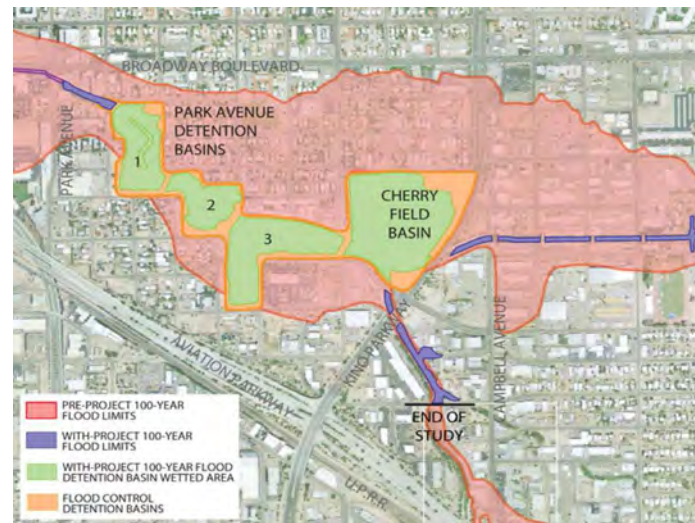 BROADWAY BOULEVARD
PARK AVENUE
DETENTION
BASINS
PARK AVENUE
1
2
3
CHERRY
FIELD
BASIN
AVIATION PARKWAY
KINO PARKWAY
CAMPBELL AVENUE
END OF
STUDY
U.P.R.R.
PRE-PROJECT 100-YEAR
FLOOD LIMITS
WITH-PROJECT 100-YEAR
FLOOD LIMITS
WITH-PROJECT 100-YEAR FLOOD
DETENTION BASIN WETTED AREA
FLOOD CONTROL
DETENTION BASINS